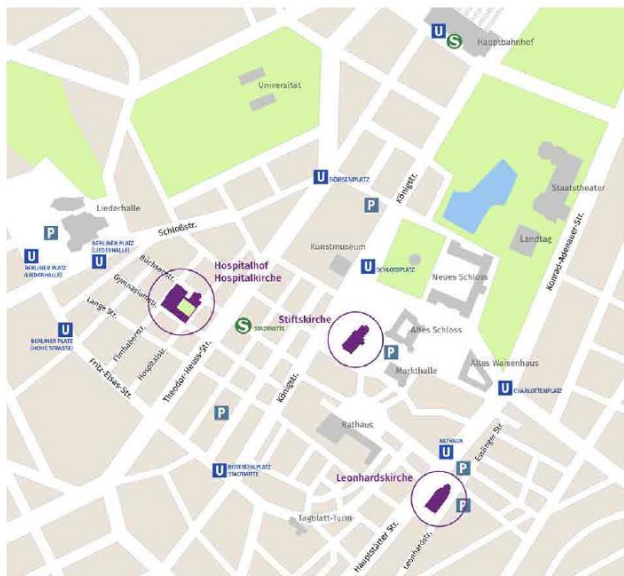 U
S
Hauptbahnhof
Universität
U
BÖRSENPLATZ
P
Königstr.
Staatstheater
Landtag
Konrad-Adenauer-Str.
Liederhalle
P
U
BERLINER PLATZ
(LIEDERHALLE)
BERLINER PLATZ
(LIEDERHALLE)
U
Schloßstr.
Kunstmuseum
U
SCHLOSSPLATZ
Neues Schloss
Büchsenstr.
Gymnasiumstr.
Hospitalhof
Hospitalkirche
Lange Str.
Firnhaberstr.
Hospitalstr.
U
BERLINER PLATZ
(HOHE STRASSE)
Fritz-Elsas-Str.
Theodor-Heuss-Str.
S
STADTMITTE
Stiftskirche
Altes Schloss
P
Markthalle
Altes Waisenhaus
U
CHARLOTTENPLATZ
Königstr.
P
Rathaus
RATHAUS
U
Esslinger Str.
U
ROTEBÜHLPLATZ
STADTMITTE
Leonhardskirche
P
P
Tagblatt-Turm
Hauptstätter Str.
Leonhardstr.